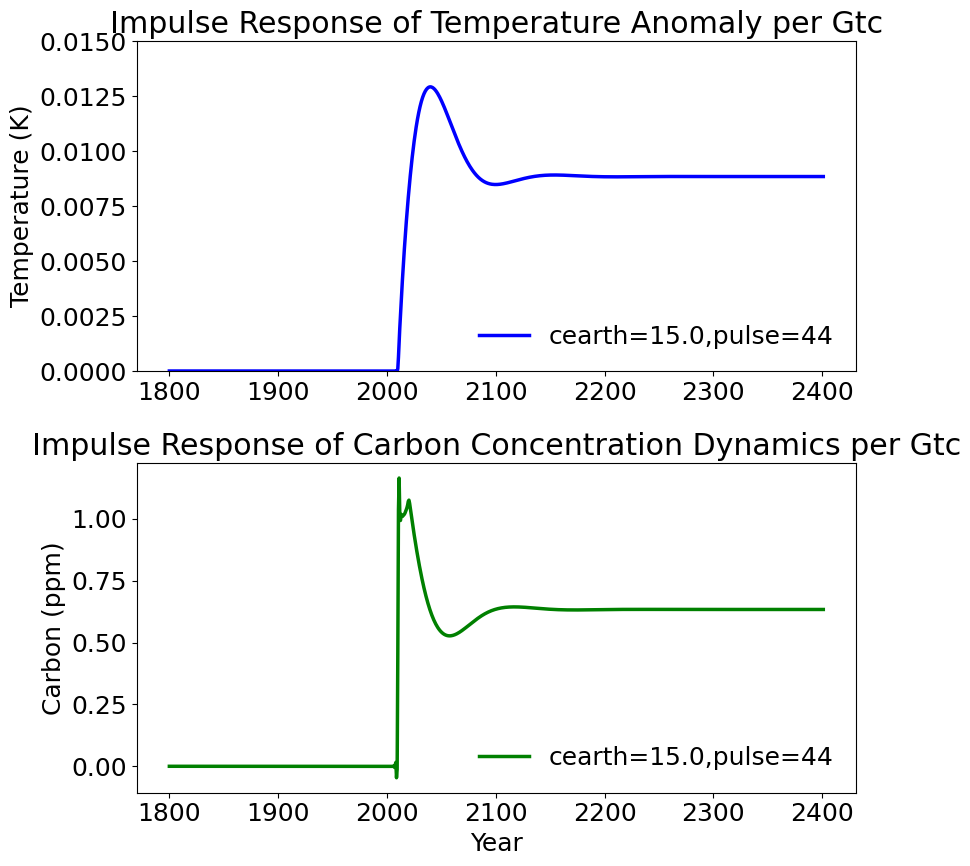 Impulse Response of Temperature Anomaly per Gtc
0.0150
0.0125
0.0100
0.0075
0.0050
0.0025
0.0000
Temperature (K)
cearth=15.0,pulse=44
1800 1900 2000 2100 2200 2300 2400
Impulse Response of Carbon Concentration Dynamics per Gtc
1.00
0.75
0.50
0.25
0.00
Carbon (ppm)
cearth=15.0,pulse=44
1800 1900 2000 2100 2200 2300 2400
Year